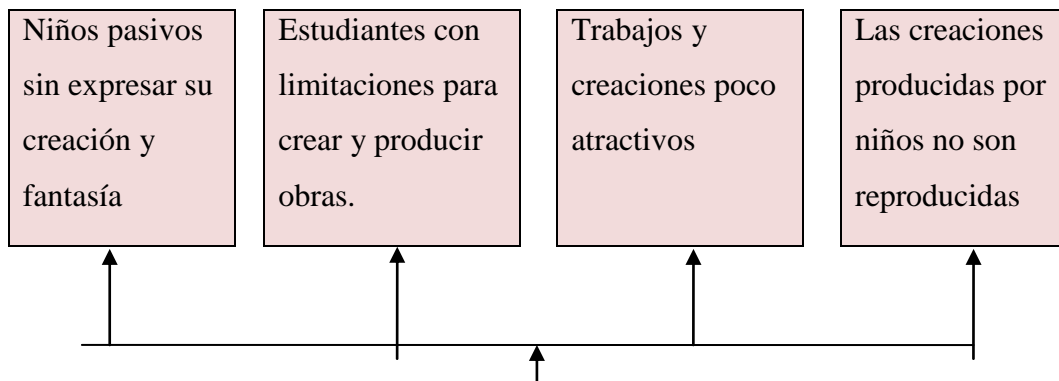 Niños pasivos
sin expresar su
creación y
fantasía
Estudiantes con
limitaciones para
crear y producir
obras.
Trabajos y
creaciones poco
atractivos
Las creaciones
producidas por
niños no son
reproducidas